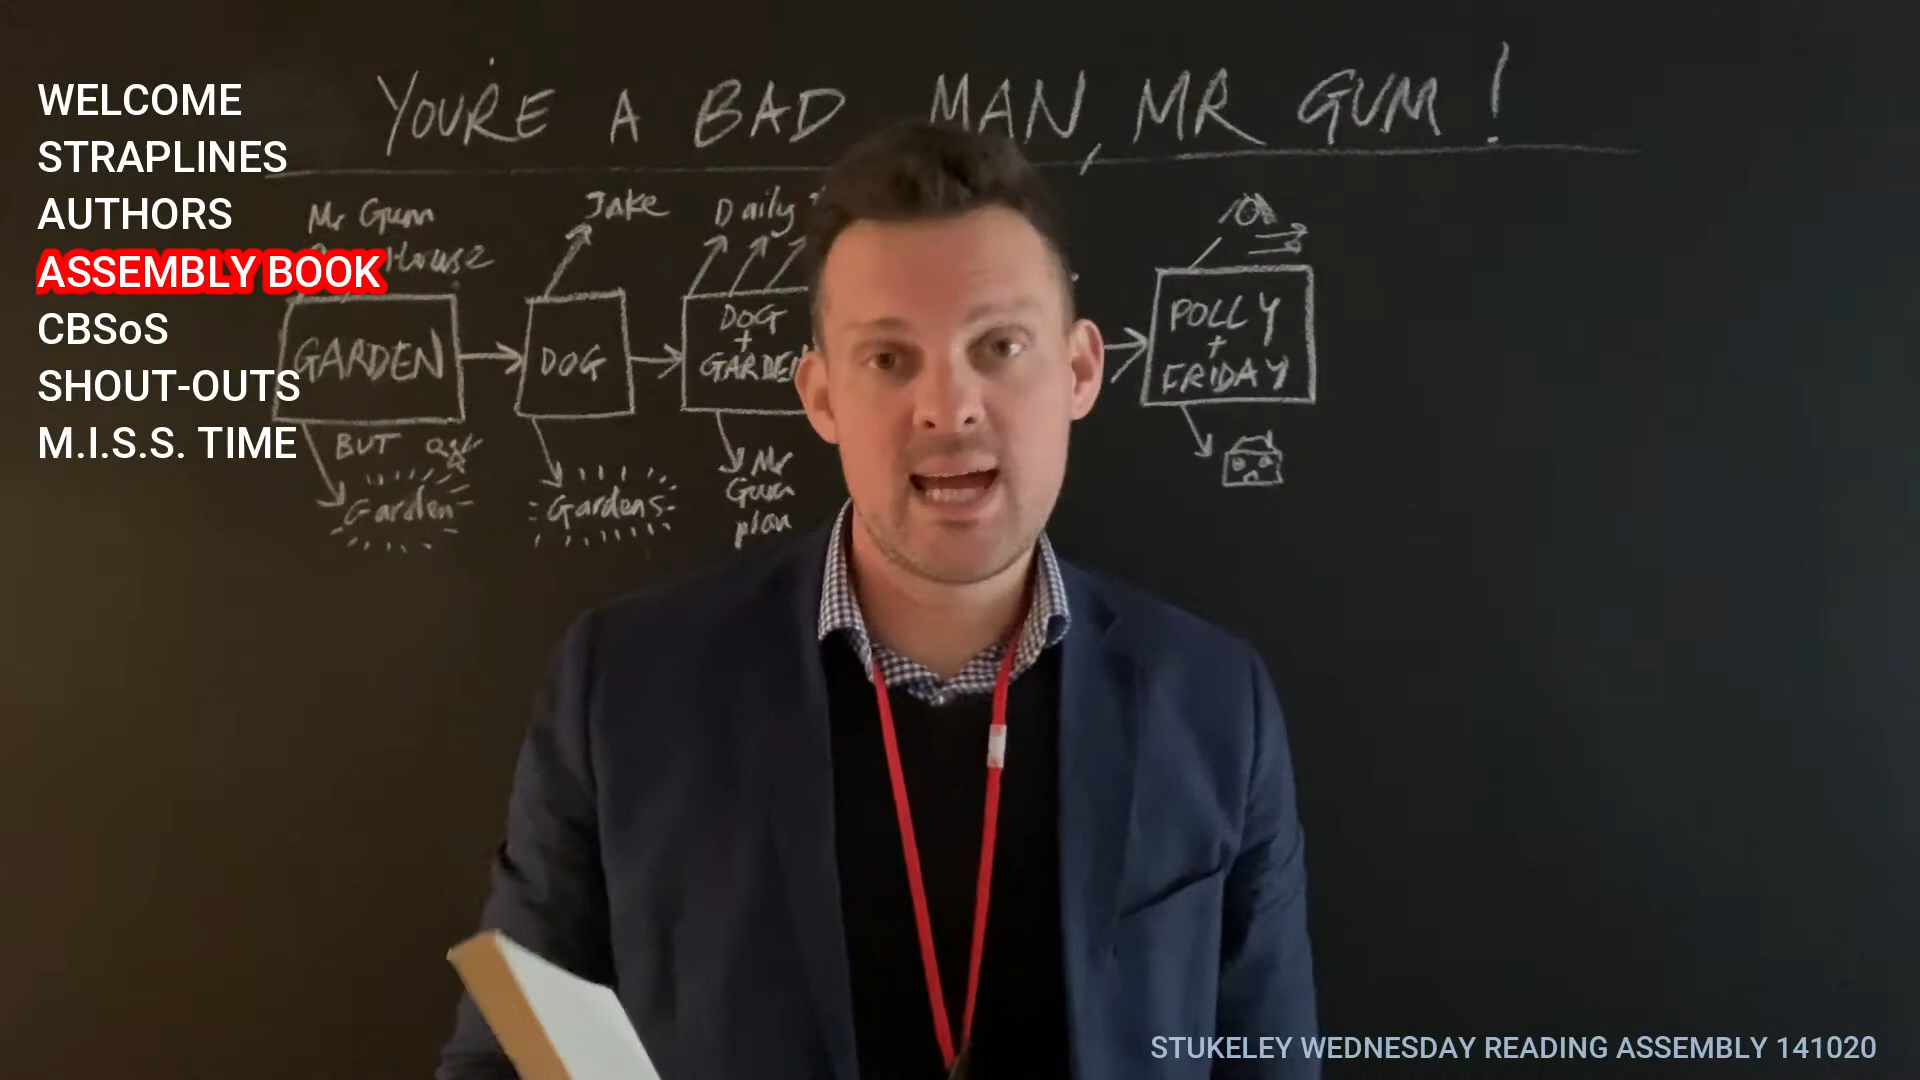 YOU'RE A BAD MAN, MR GUM!
WELCOME
STRAPLINES
AUTHORS
ASSEMBLY BOOK
CBSoS
SHOUT-OUTS
M.I.S.S. TIME
Mr Gum
House
GARDEN
BUT
Garden
Jake
DOG
Gardens
Daily
DOG
+
GARDEN
Mr
Gum
plan
POLLY
+
FRIDAY
STUKELEY WEDNESDAY READING ASSEMBLY 141020